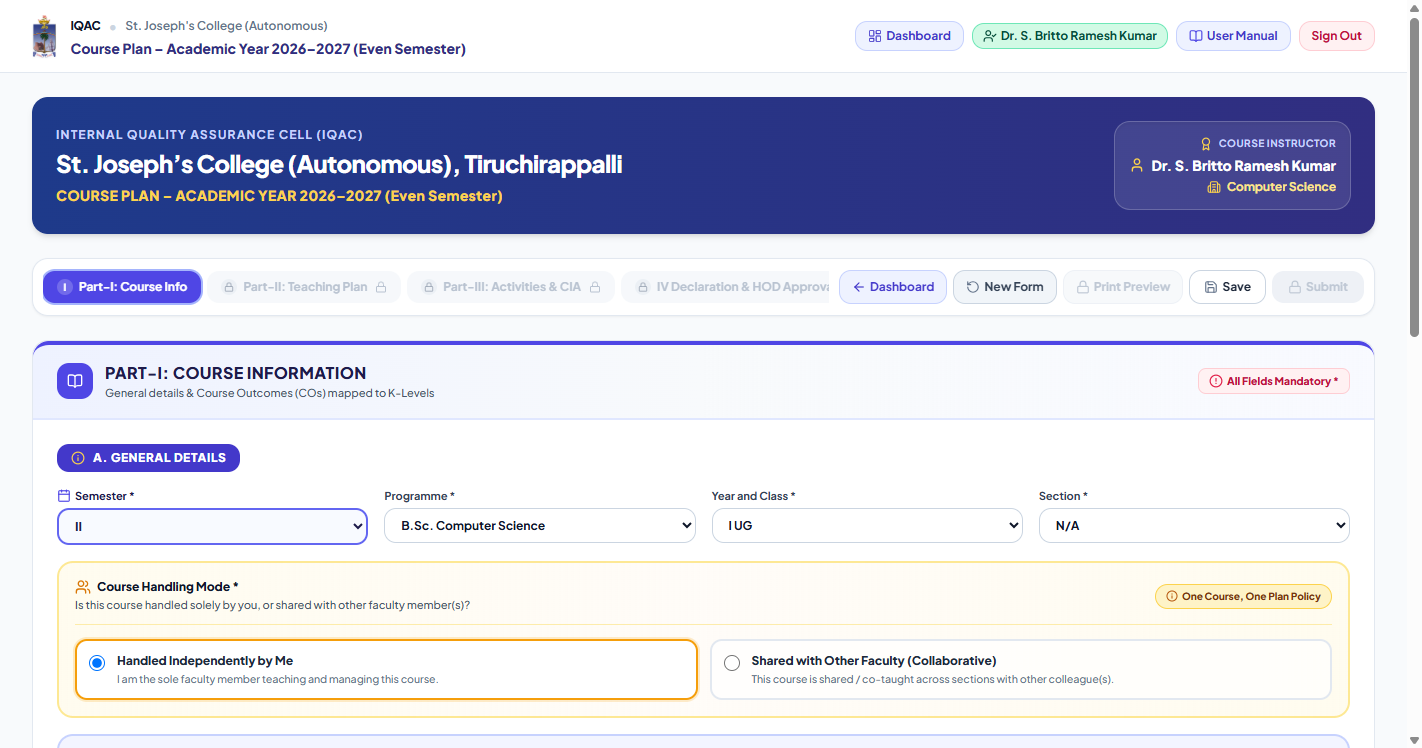 IQAC St. Joseph's College (Autonomous)
Course Plan – Academic Year 2026–2027 (Even Semester)
Dashboard
Dr. S. Britto Ramesh Kumar
User Manual
Sign Out
INTERNAL QUALITY ASSURANCE CELL (IQAC)
St. Joseph's College (Autonomous), Tiruchirappalli
COURSE PLAN – ACADEMIC YEAR 2026–2027 (Even Semester)
COURSE INSTRUCTOR
Dr. S. Britto Ramesh Kumar
Computer Science
I Part-I: Course Info
Part-II: Teaching Plan
Part-III: Activities & CIA
IV Declaration & HOD Approva
Dashboard
New Form
Print Preview
Save
Submit
PART-I: COURSE INFORMATION
General details & Course Outcomes (COs) mapped to K-Levels
All Fields Mandatory *
A. GENERAL DETAILS
Semester * Programme * Year and Class * Section *
II B.Sc. Computer Science I UG N/A
Course Handling Mode *
Is this course handled solely by you, or shared with other faculty member(s)?
One Course, One Plan Policy
Handled Independently by Me
I am the sole faculty member teaching and managing this course.
Shared with Other Faculty (Collaborative)
This course is shared / co-taught across sections with other colleague(s).